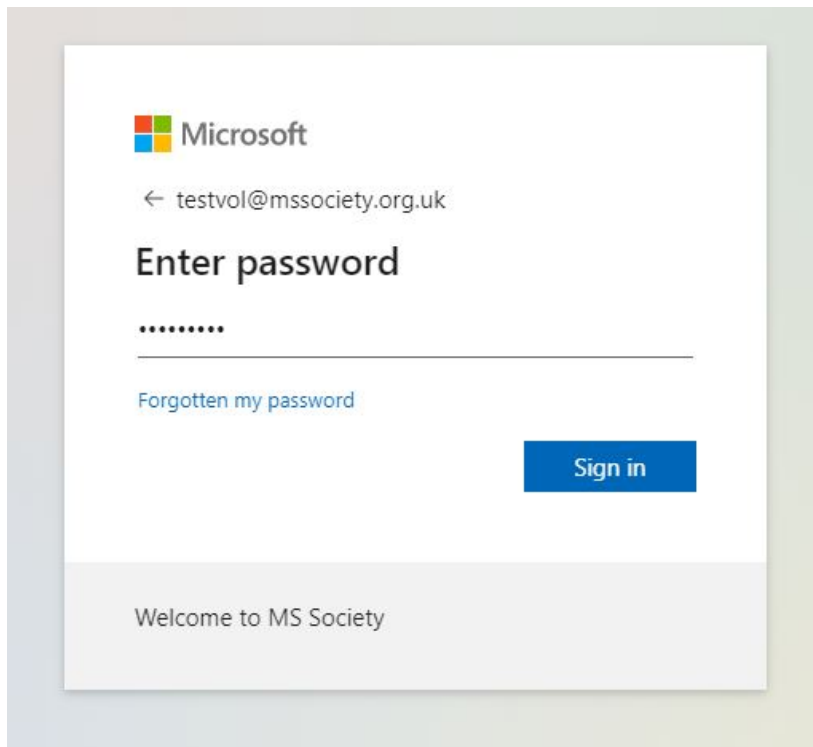 Microsoft
← testvol@mssociety.org.uk
Enter password
•••••••••
Forgotten my password
Sign in
Welcome to MS Society